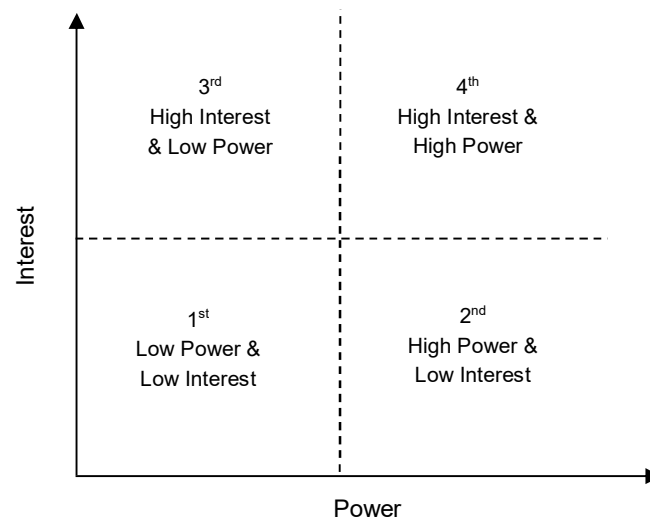 3rd
High Interest
& Low Power
4th
High Interest &
High Power
Interest
1st
Low Power &
Low Interest
2nd
High Power &
Low Interest
Power